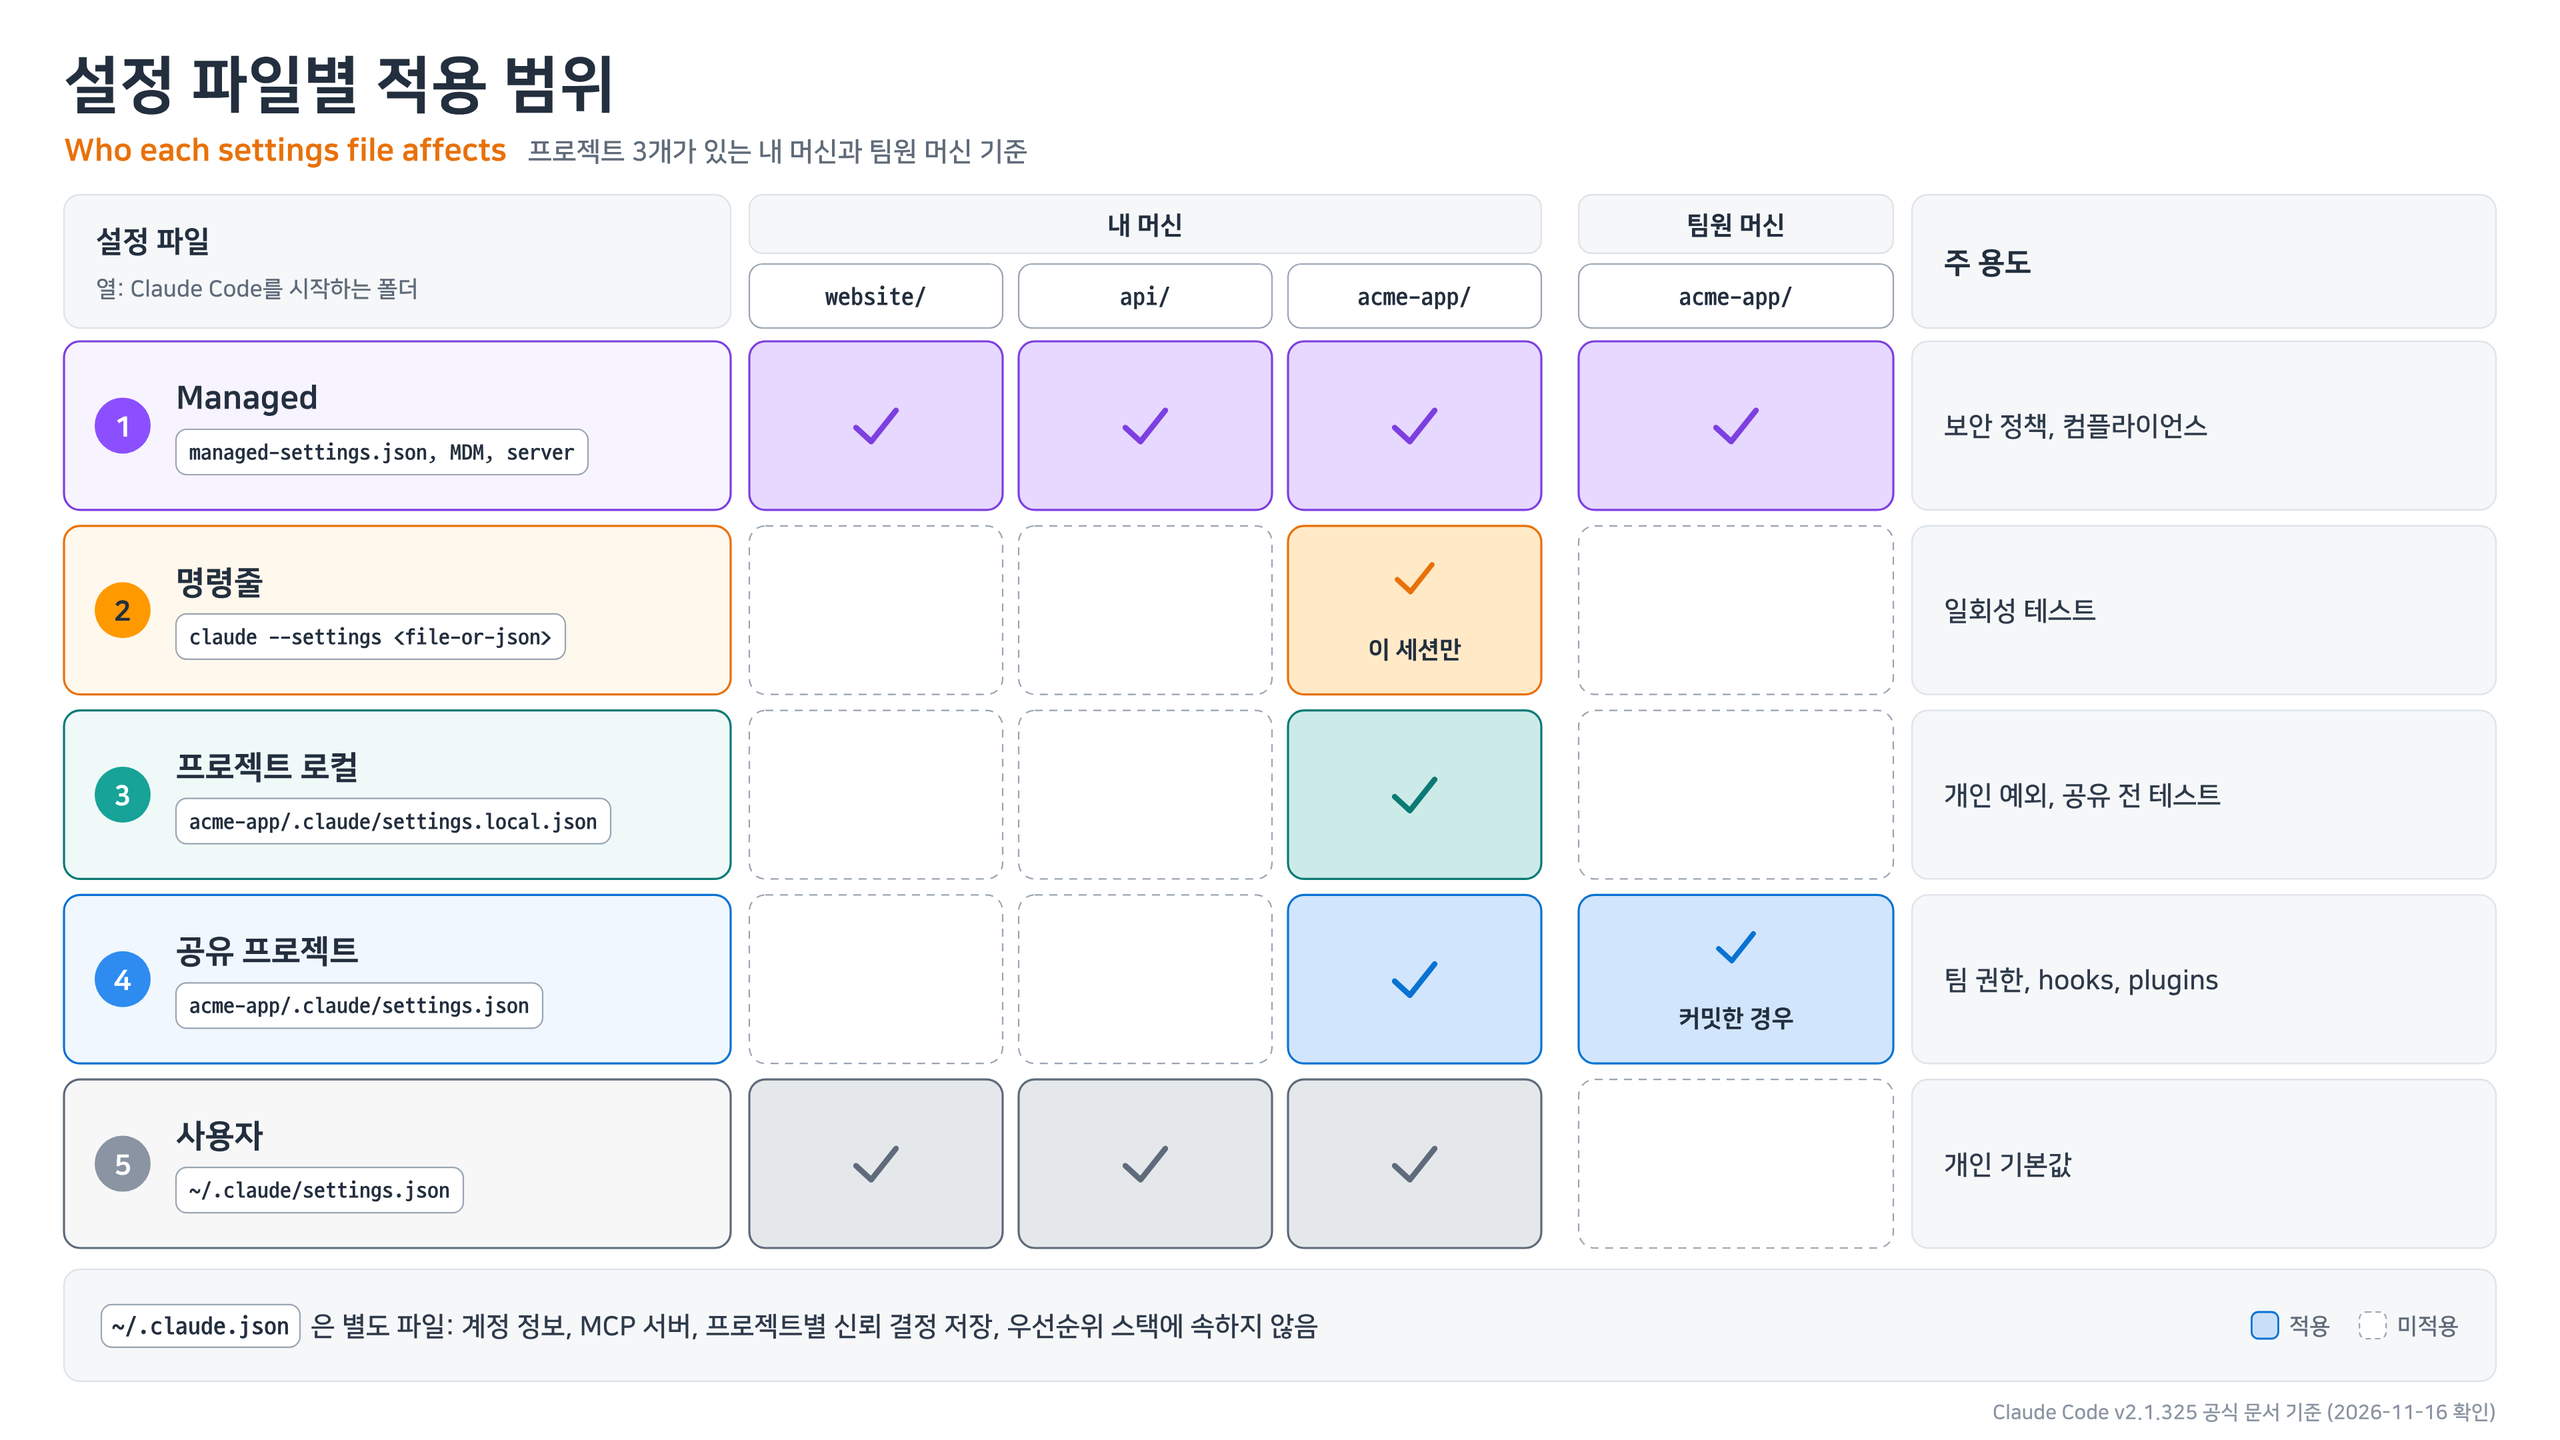 설정 파일별 적용 범위
Who each settings file affects 프로젝트 3개가 있는 내 머신과 팀원 머신 기준
설정 파일
열: Claude Code를 시작하는 폴더
내 머신
팀원 머신
주 용도
website/
api/
acme-app/
acme-app/
1
Managed
managed-settings.json, MDM, server
보안 정책, 컴플라이언스
2
명령줄
claude --settings <file-or-json>
이 세션만
일회성 테스트
3
프로젝트 로컬
acme-app/.claude/settings.local.json
개인 예외, 공유 전 테스트
4
공유 프로젝트
acme-app/.claude/settings.json
커밋한 경우
팀 권한, hooks, plugins
5
사용자
~/.claude/settings.json
개인 기본값
~/.claude.json 은 별도 파일: 계정 정보, MCP 서버, 프로젝트별 신뢰 결정 저장, 우선순위 스택에 속하지 않음
적용
미적용
Claude Code v2.1.325 공식 문서 기준 (2026-11-16 확인)